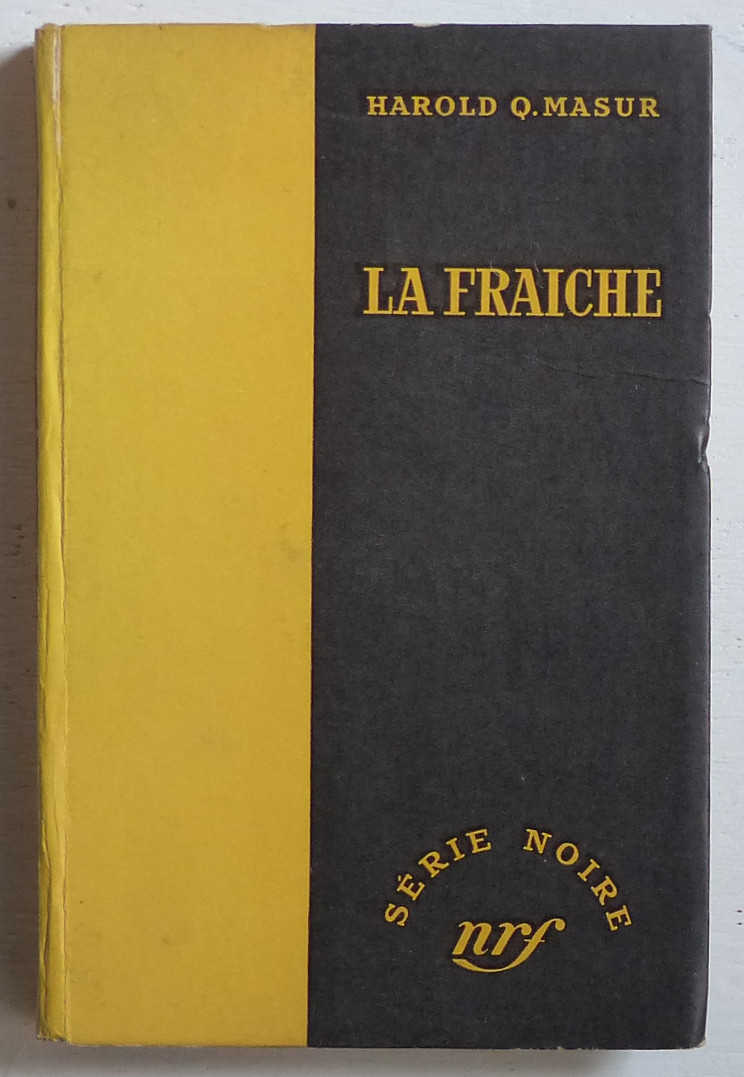 HAROLD Q. MASUR
LA FRAICHE
SÉRIE NOIRE
nrf